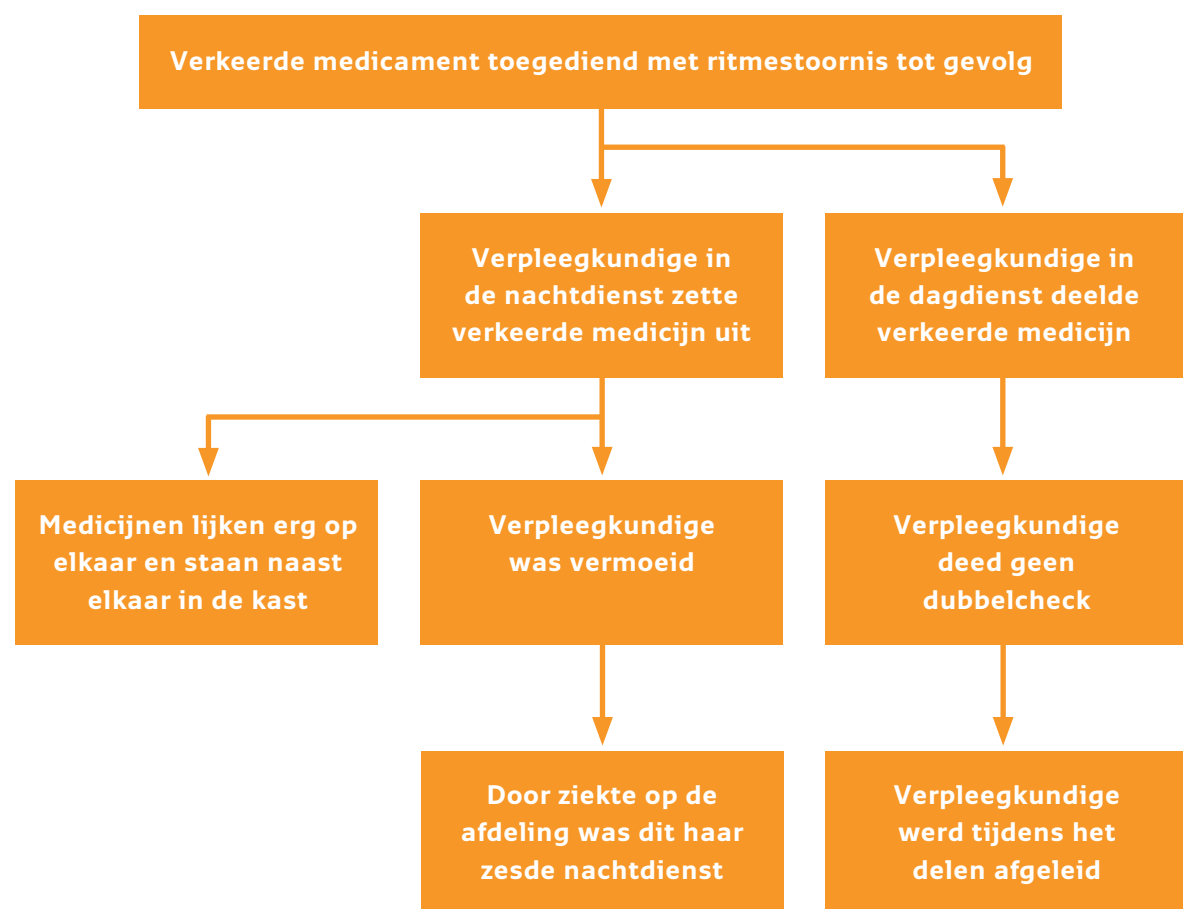 Verkeerde medicament toegediend met ritmestoornis tot gevolg
Verpleegkundige in
de nachtdienst zette
verkeerde medicijn uit
Verpleegkundige in
de dagdienst deelde
verkeerde medicijn
Medicijnen lijken erg op
elkaar en staan naast
elkaar in de kast
Verpleegkundige
was vermoeid
Verpleegkundige
deed geen
dubbelcheck
Door ziekte op de
afdeling was dit haar
zesde nachtdienst
Verpleegkundige
werd tijdens het
delen afgeleid